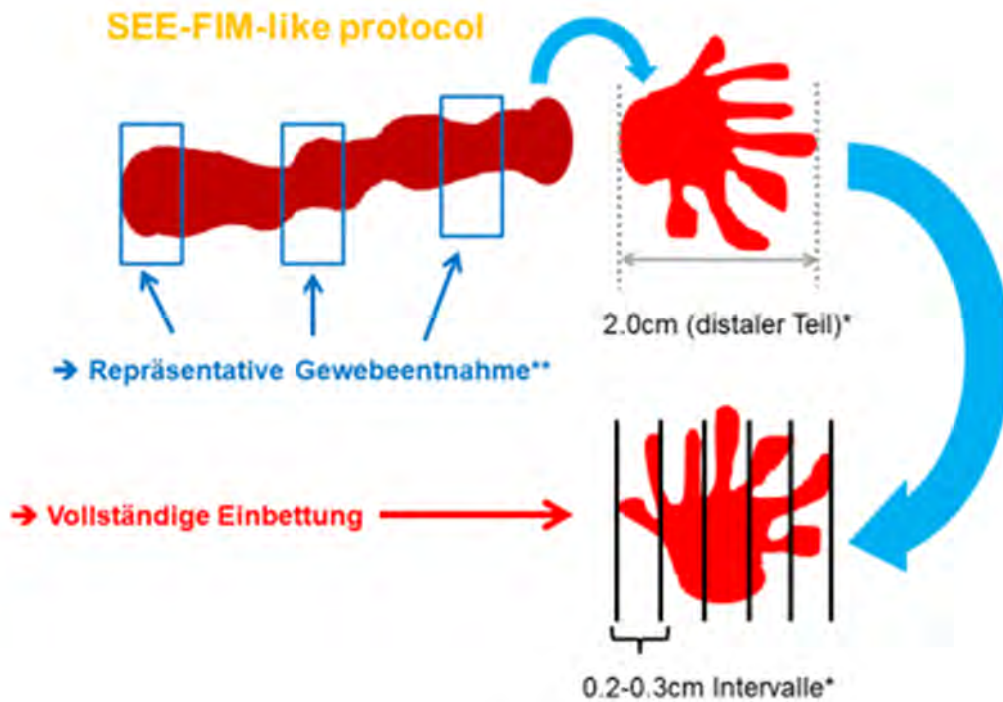 SEE-FIM-like protocol
2.0cm (distaler Teil)*
➔ Repräsentative Gewebeentnahme**
➔ Vollständige Einbettung
0.2-0.3cm Intervalle*